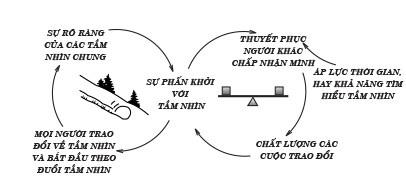 SỰ RÕ RÀNG
CỦA CÁC TẦM
NHÌN CHUNG
THUYẾT PHỤC
NGƯỜI KHÁC
CHẤP NHẬN MÌNH
SỰ PHẤN KHỞI
VỚI
TẦM NHÌN
ÁP LỰC THỜI GIAN,
HAY KHẢ NĂNG TÌM
HIỂU TẦM NHÌN
MỌI NGƯỜI TRAO
ĐỔI VỀ TẦM NHÌN
VÀ BẮT ĐẦU THEO
ĐUỔI TẦM NHÌN
CHẤT LƯỢNG CÁC
CUỘC TRAO ĐỔI